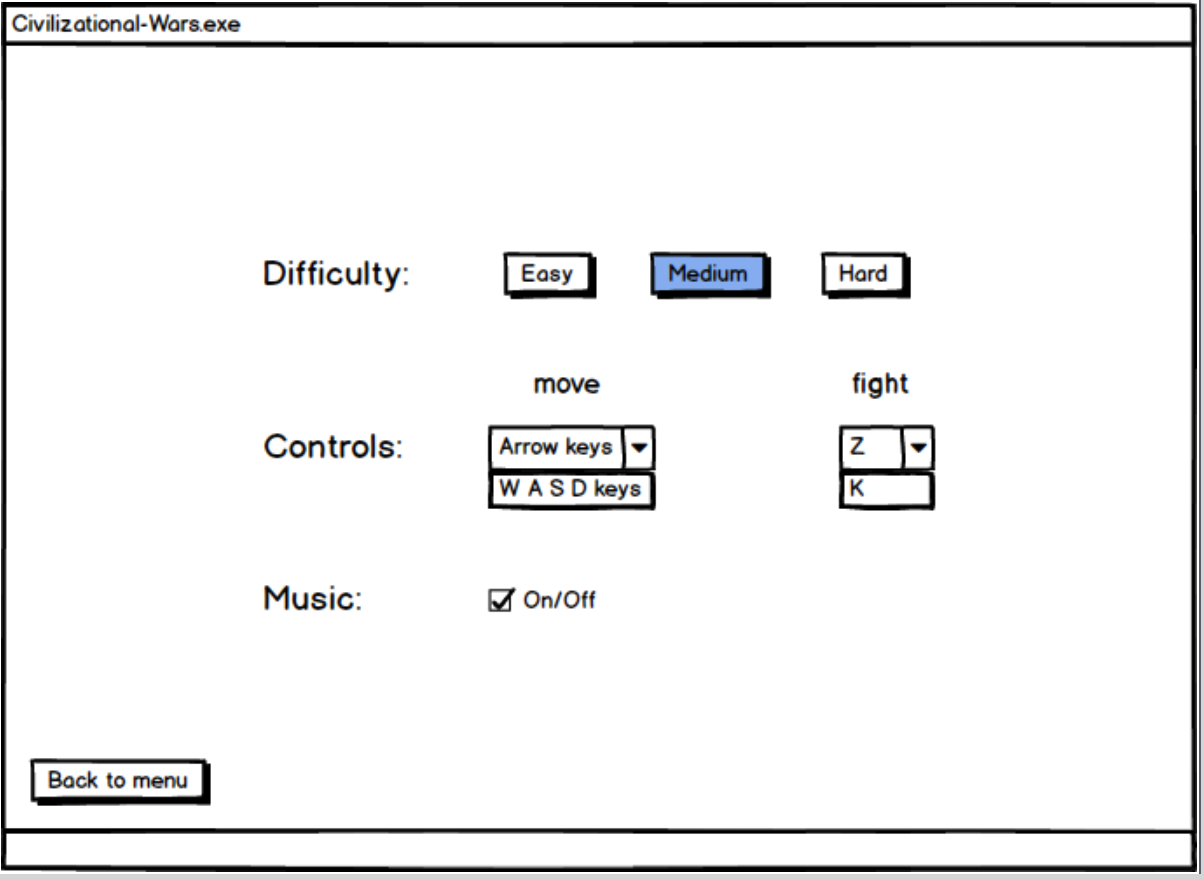 Civilizational-Wars.exe
Difficulty: Easy Medium Hard
move fight
Controls: Arrow keys Z
W A S D keys K
Music: On/Off
Back to menu